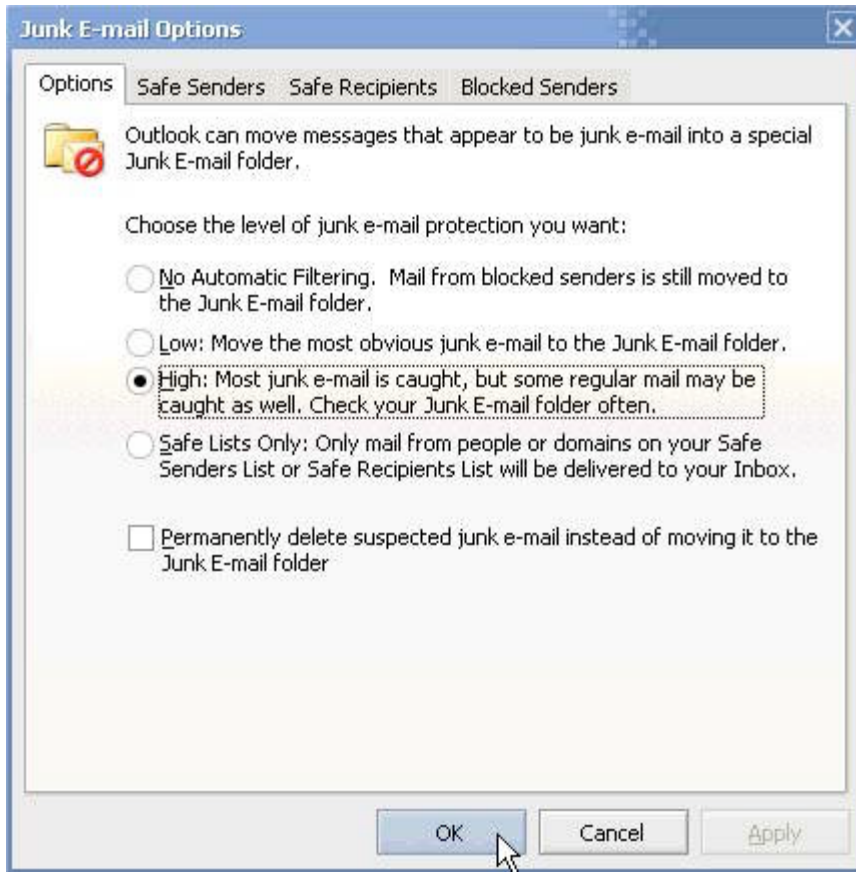 Junk E-mail Options
Options Safe Senders Safe Recipients Blocked Senders
Outlook can move messages that appear to be junk e-mail into a special
Junk E-mail folder.
Choose the level of junk e-mail protection you want:
No Automatic Filtering. Mail from blocked senders is still moved to
the Junk E-mail folder.
Low: Move the most obvious junk e-mail to the Junk E-mail folder.
High: Most junk e-mail is caught, but some regular mail may be
caught as well. Check your Junk E-mail folder often.
Safe Lists Only: Only mail from people or domains on your Safe
Senders List or Safe Recipients List will be delivered to your Inbox.
Permanently delete suspected junk e-mail instead of moving it to the
Junk E-mail folder
OK Cancel Apply